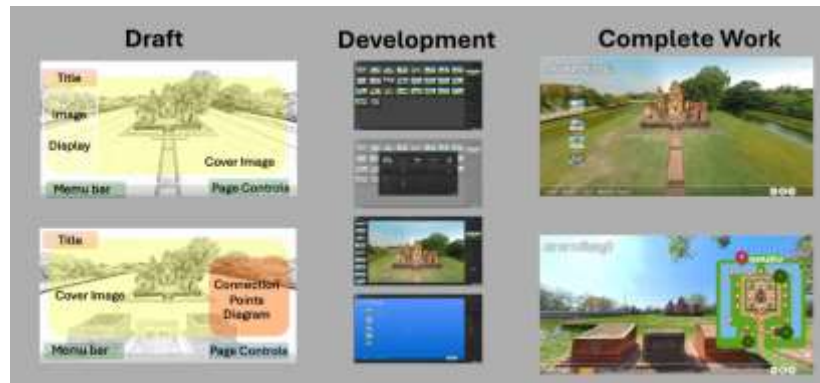 Draft
Development
Complete Work
Title
Image
Display
Cover Image
Memu bar
Page Controls
Title
Cover Image
Connection
Points
Diagram
Menu bar
Page Controls